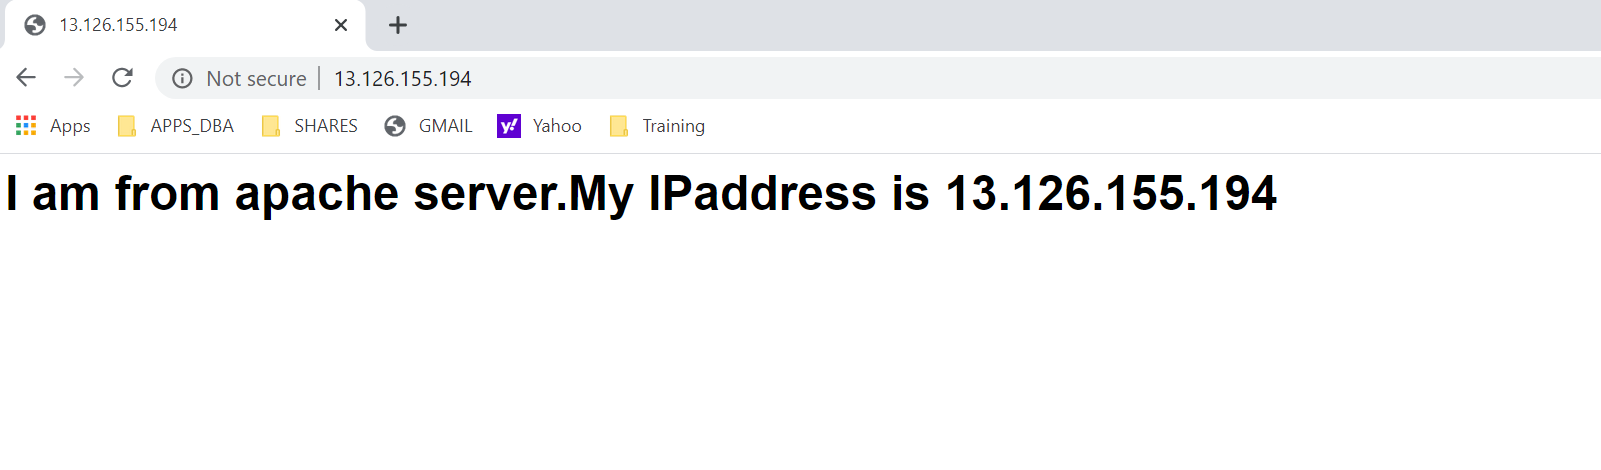 13.126.155.194
Not secure | 13.126.155.194
Apps APPS_DBA SHARES GMAIL y! Yahoo Training
I am from apache server.My IPaddress is 13.126.155.194